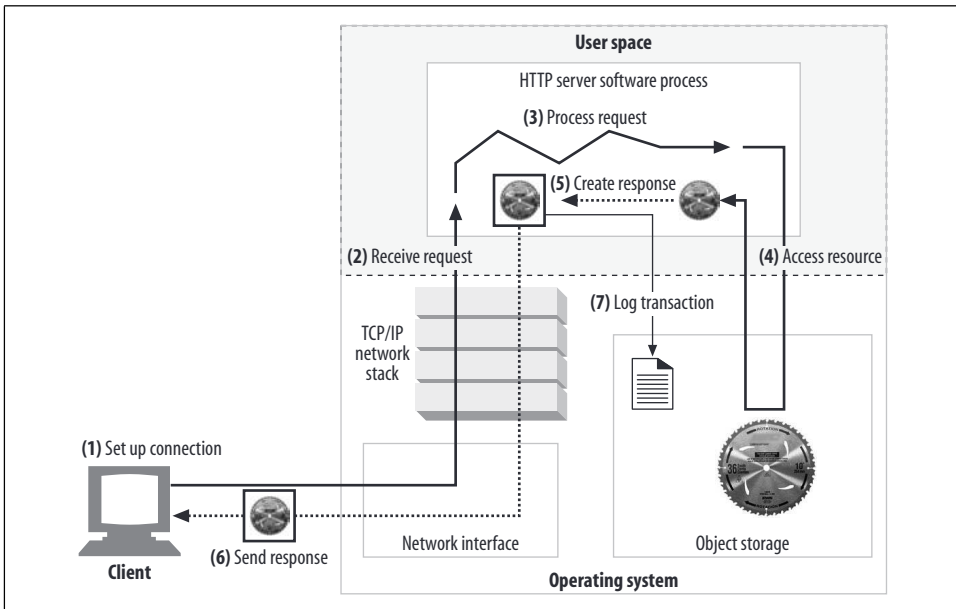 User space
HTTP server software process
(3) Process request
(5) Create response
(2) Receive request
(4) Access resource
(7) Log transaction
TCP/IP
network
stack
(1) Set up connection
36
10"
(6) Send response
Network interface
Object storage
Client
Operating system